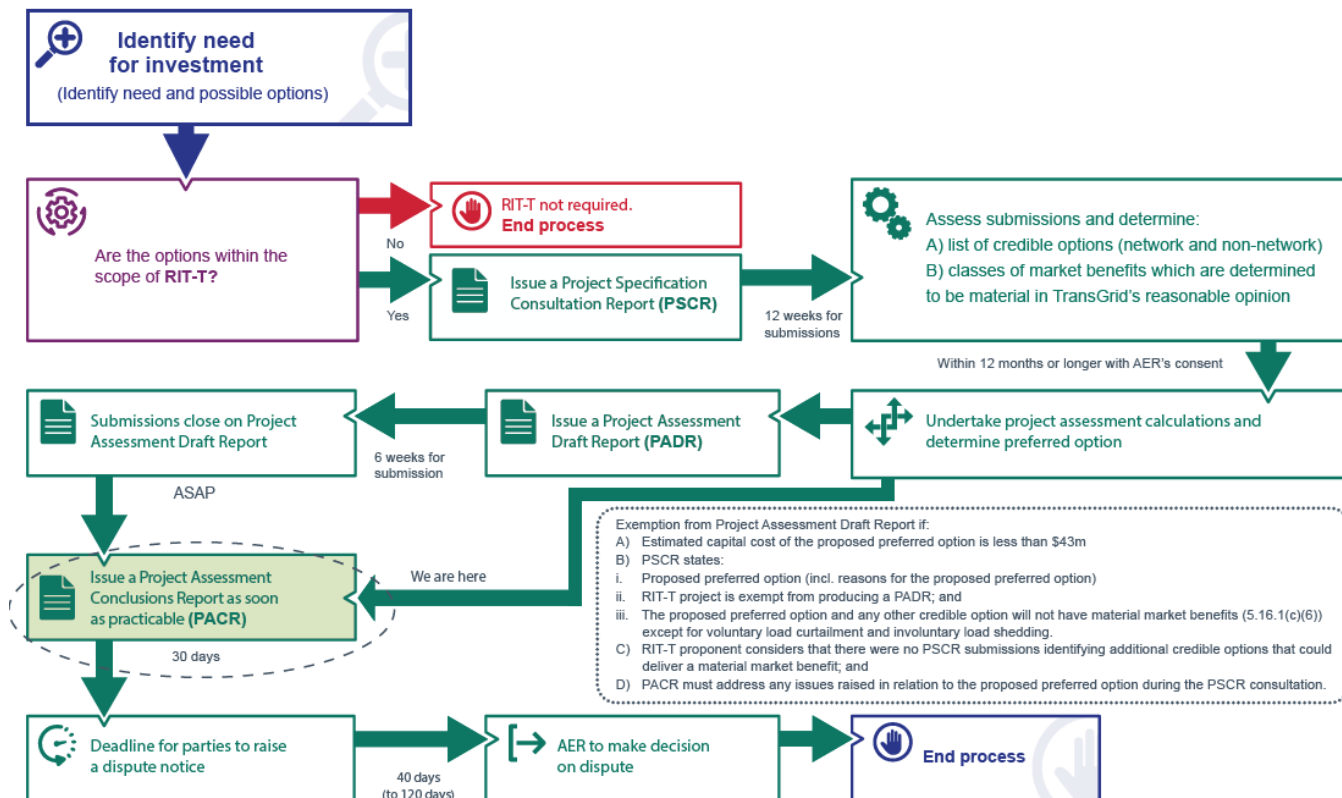 Identify need
for investment
(Identify need and possible options)
Are the options within the
scope of RIT-T?
No
RIT-T not required.
End process
Yes
Issue a Project Specification
Consultation Report (PSCR)
12 weeks for
submissions
Assess submissions and determine:
A) list of credible options (network and non-network)
B) classes of market benefits which are determined
to be material in TransGrid's reasonable opinion
Within 12 months or longer with AER's consent
Undertake project assessment calculations and
determine preferred option
Issue a Project Assessment
Draft Report (PADR)
6 weeks for
submission
Submissions close on Project
Assessment Draft Report
ASAP
Exemption from Project Assessment Draft Report if:
A) Estimated capital cost of the proposed preferred option is less than $43m
B) PSCR states:
i. Proposed preferred option (incl. reasons for the proposed preferred option)
ii. RIT-T project is exempt from producing a PADR; and
iii. The proposed preferred option and any other credible option will not have material market benefits (5.16.1(c)(6))
except for voluntary load curtailment and involuntary load shedding.
C) RIT-T proponent considers that there were no PSCR submissions identifying additional credible options that could
deliver a material market benefit; and
D) PACR must address any issues raised in relation to the proposed preferred option during the PSCR consultation.
We are here
Issue a Project Assessment
Conclusions Report as soon
as practicable (PACR)
30 days
Deadline for parties to raise
a dispute notice
40 days
(to 120 days)
AER to make decision
on dispute
End process